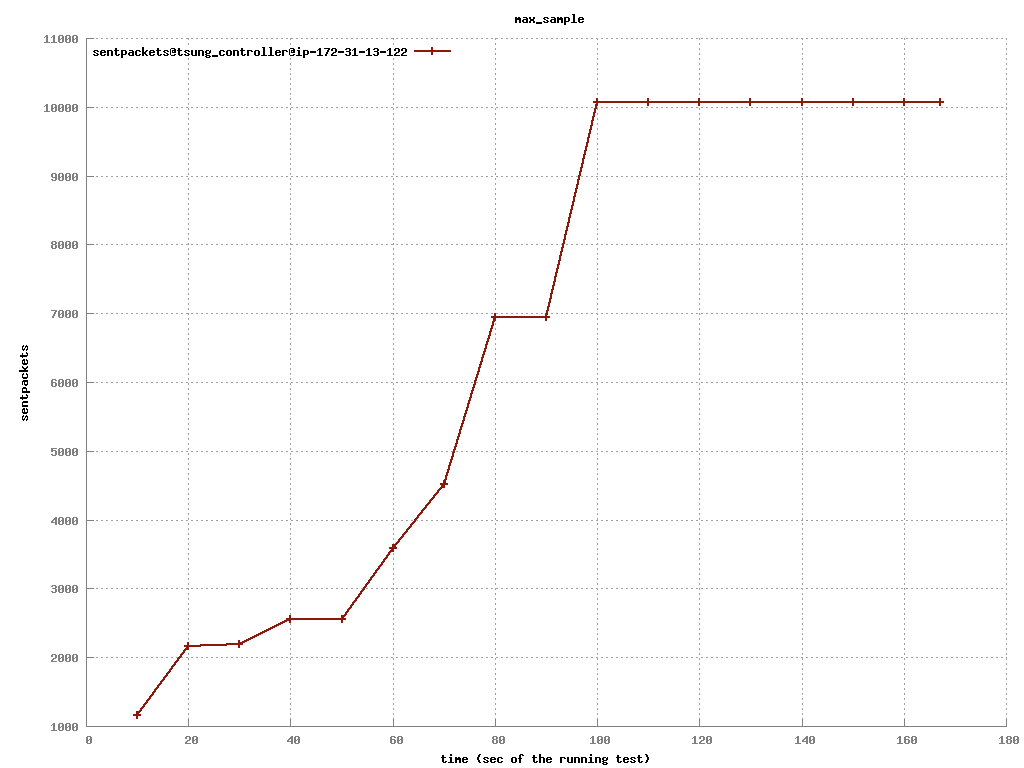 max_sample
sentpackets@tsung_controller@ip-172-31-13-122
11000
10000
9000
8000
7000
6000
5000
4000
3000
2000
1000
sentpackets
0 20 40 60 80 100 120 140 160 180
time (sec of the running test)